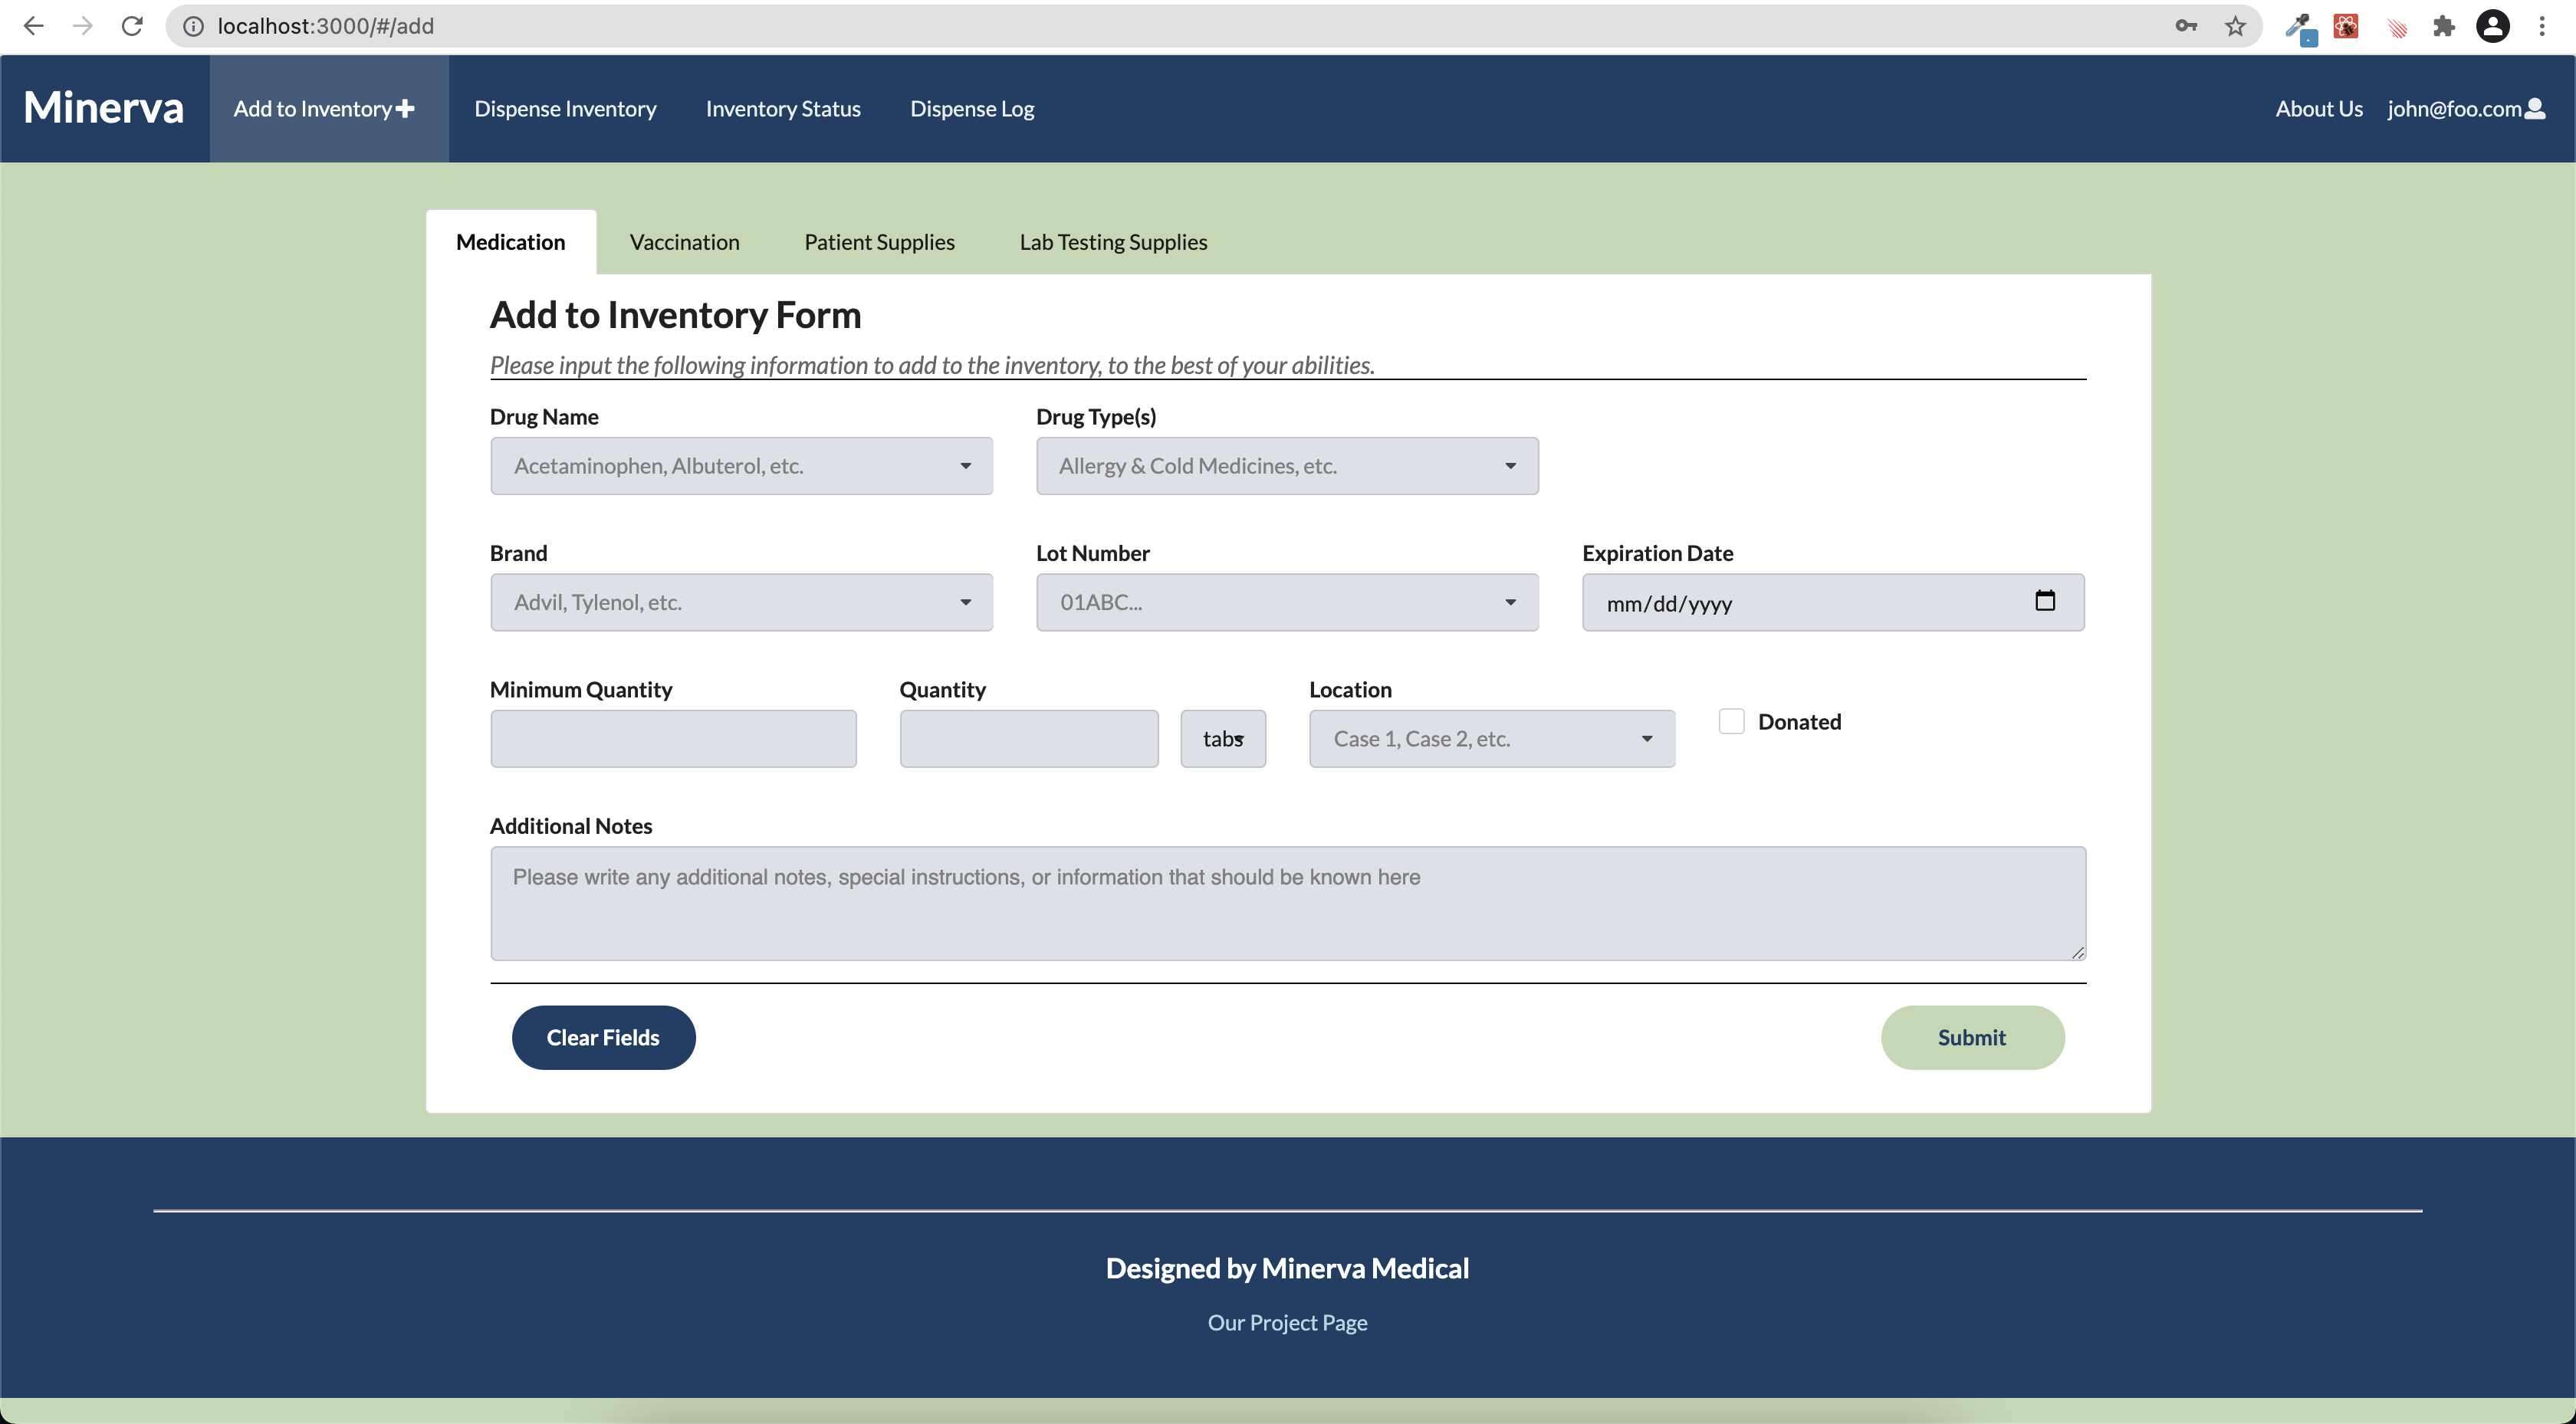 localhost:3000/#/add
Minerva
Add to Inventory
Dispense Inventory
Inventory Status
Dispense Log
About Us
john@foo.com
Medication
Vaccination
Patient Supplies
Lab Testing Supplies
Add to Inventory Form
Please input the following information to add to the inventory, to the best of your abilities.
Drug Name
Drug Type(s)
Acetaminophen, Albuterol, etc.
Allergy & Cold Medicines, etc.
Brand
Lot Number
Expiration Date
Advil, Tylenol, etc.
01ABC...
mm/dd/yyyy
Minimum Quantity
Quantity
Location
tabs
Case 1, Case 2, etc.
Donated
Additional Notes
Please write any additional notes, special instructions, or information that should be known here
Clear Fields
Submit
Designed by Minerva Medical
Our Project Page